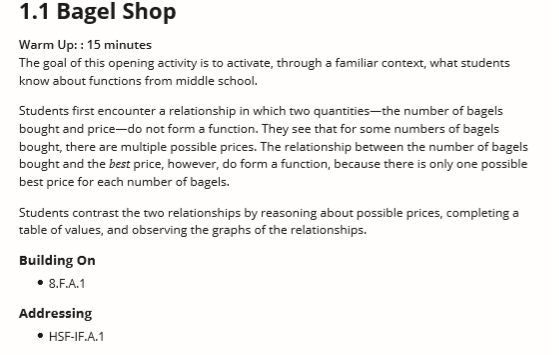 1.1 Bagel Shop
Warm Up: : 15 minutes
The goal of this opening activity is to activate, through a familiar context, what students
know about functions from middle school.
Students first encounter a relationship in which two quantities—the number of bagels
bought and price—do not form a function. They see that for some numbers of bagels
bought, there are multiple possible prices. The relationship between the number of bagels
bought and the best price, however, do form a function, because there is only one possible
best price for each number of bagels.
Students contrast the two relationships by reasoning about possible prices, completing a
table of values, and observing the graphs of the relationships.
Building On
• 8.F.A.1
Addressing
• HSF-IF.A.1